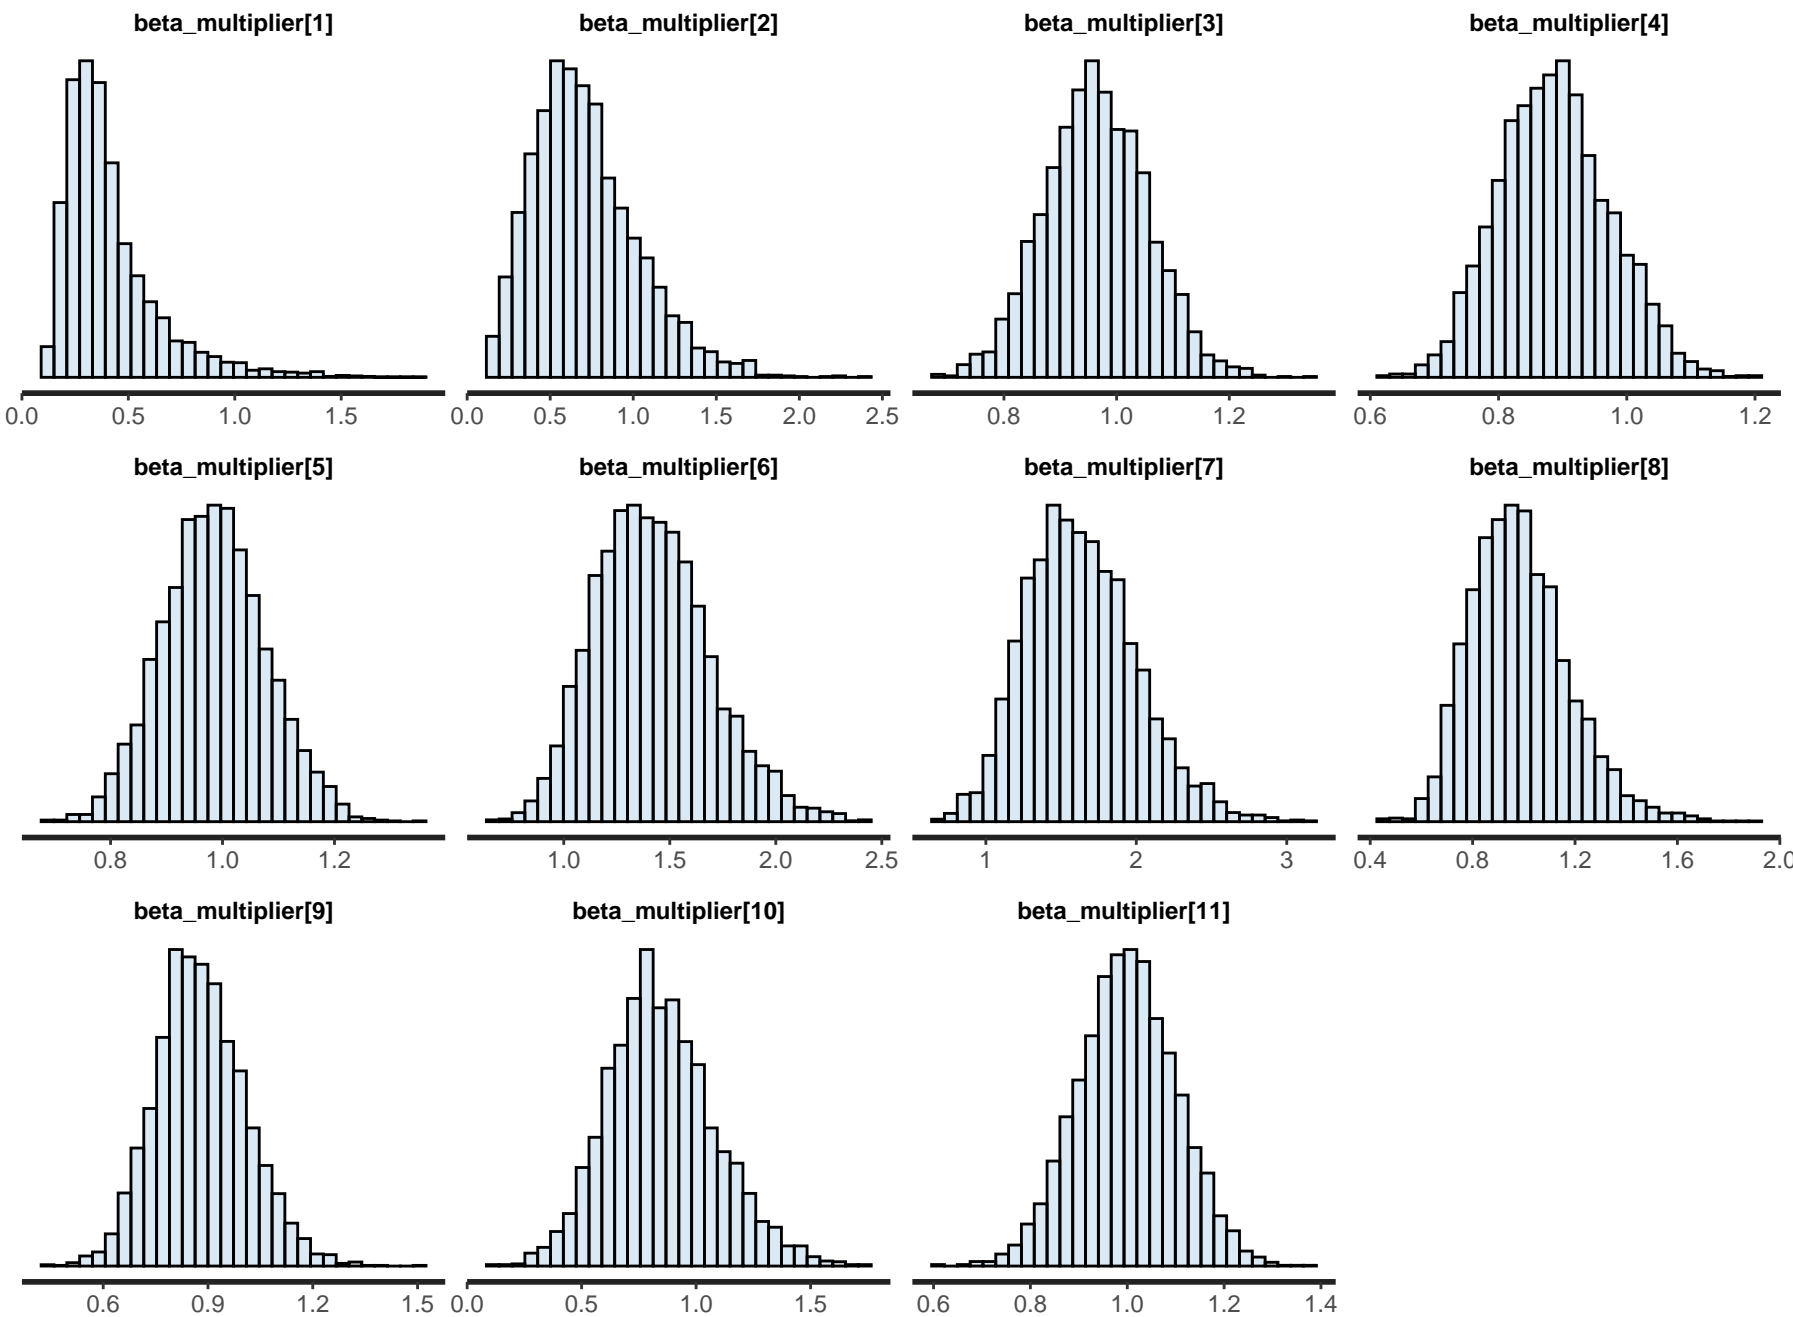 beta_multiplier[1] beta_multiplier[2] beta_multiplier[3] beta_multiplier[4]
0.0 0.5 1.0 1.5 0.0 0.5 1.0 1.5 2.0 2.5 0.8 1.0 1.2 0.6 0.8 1.0 1.2
beta_multiplier[5] beta_multiplier[6] beta_multiplier[7] beta_multiplier[8]
0.8 1.0 1.2 1.0 1.5 2.0 2.5 1 2 3 0.4 0.8 1.2 1.6 2.0
beta_multiplier[9] beta_multiplier[10] beta_multiplier[11]
0.6 0.9 1.2 1.5 0.0 0.5 1.0 1.5 0.6 0.8 1.0 1.2 1.4